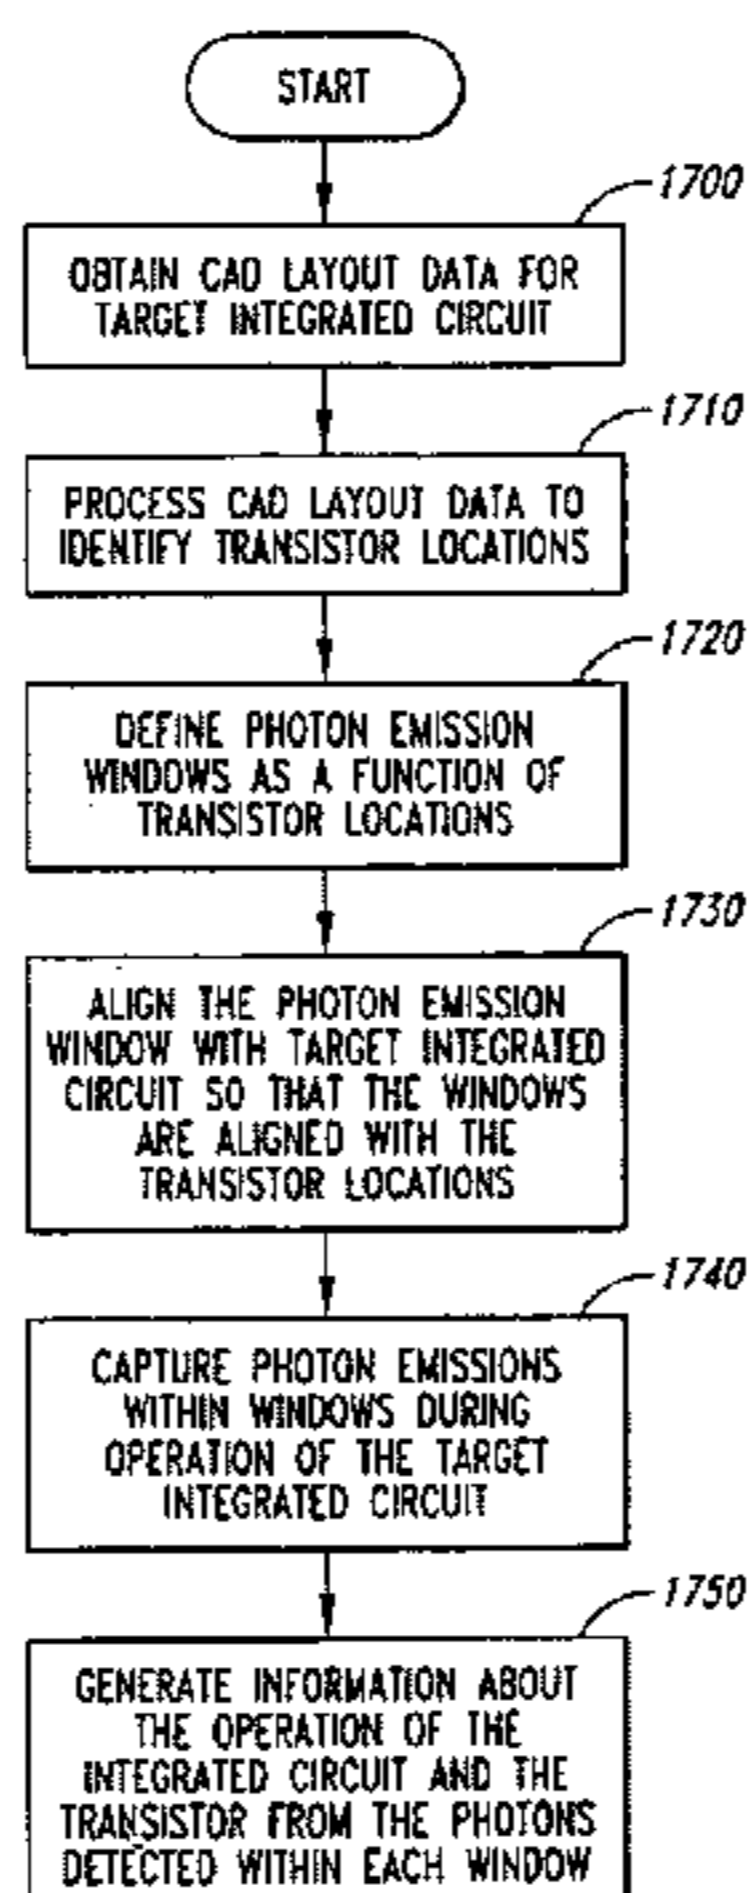 START
1700
OBTAIN CAD LAYOUT DATA FOR
TARGET INTEGRATED CIRCUIT
1710
PROCESS CAD LAYOUT DATA TO
IDENTIFY TRANSISTOR LOCATIONS
1720
DEFINE PHOTON EMISSION
WINDOWS AS A FUNCTION OF
TRANSISTOR LOCATIONS
1730
ALIGN THE PHOTON EMISSION
WINDOW WITH TARGET INTEGRATED
CIRCUIT SO THAT THE WINDOWS
ARE ALIGNED WITH THE
TRANSISTOR LOCATIONS
1740
CAPTURE PHOTON EMISSIONS
WITHIN WINDOWS DURING
OPERATION OF THE TARGET
INTEGRATED CIRCUIT
1750
GENERATE INFORMATION ABOUT
THE OPERATION OF THE
INTEGRATED CIRCUIT AND THE
TRANSISTOR FROM THE PHOTONS
DETECTED WITHIN EACH WINDOW